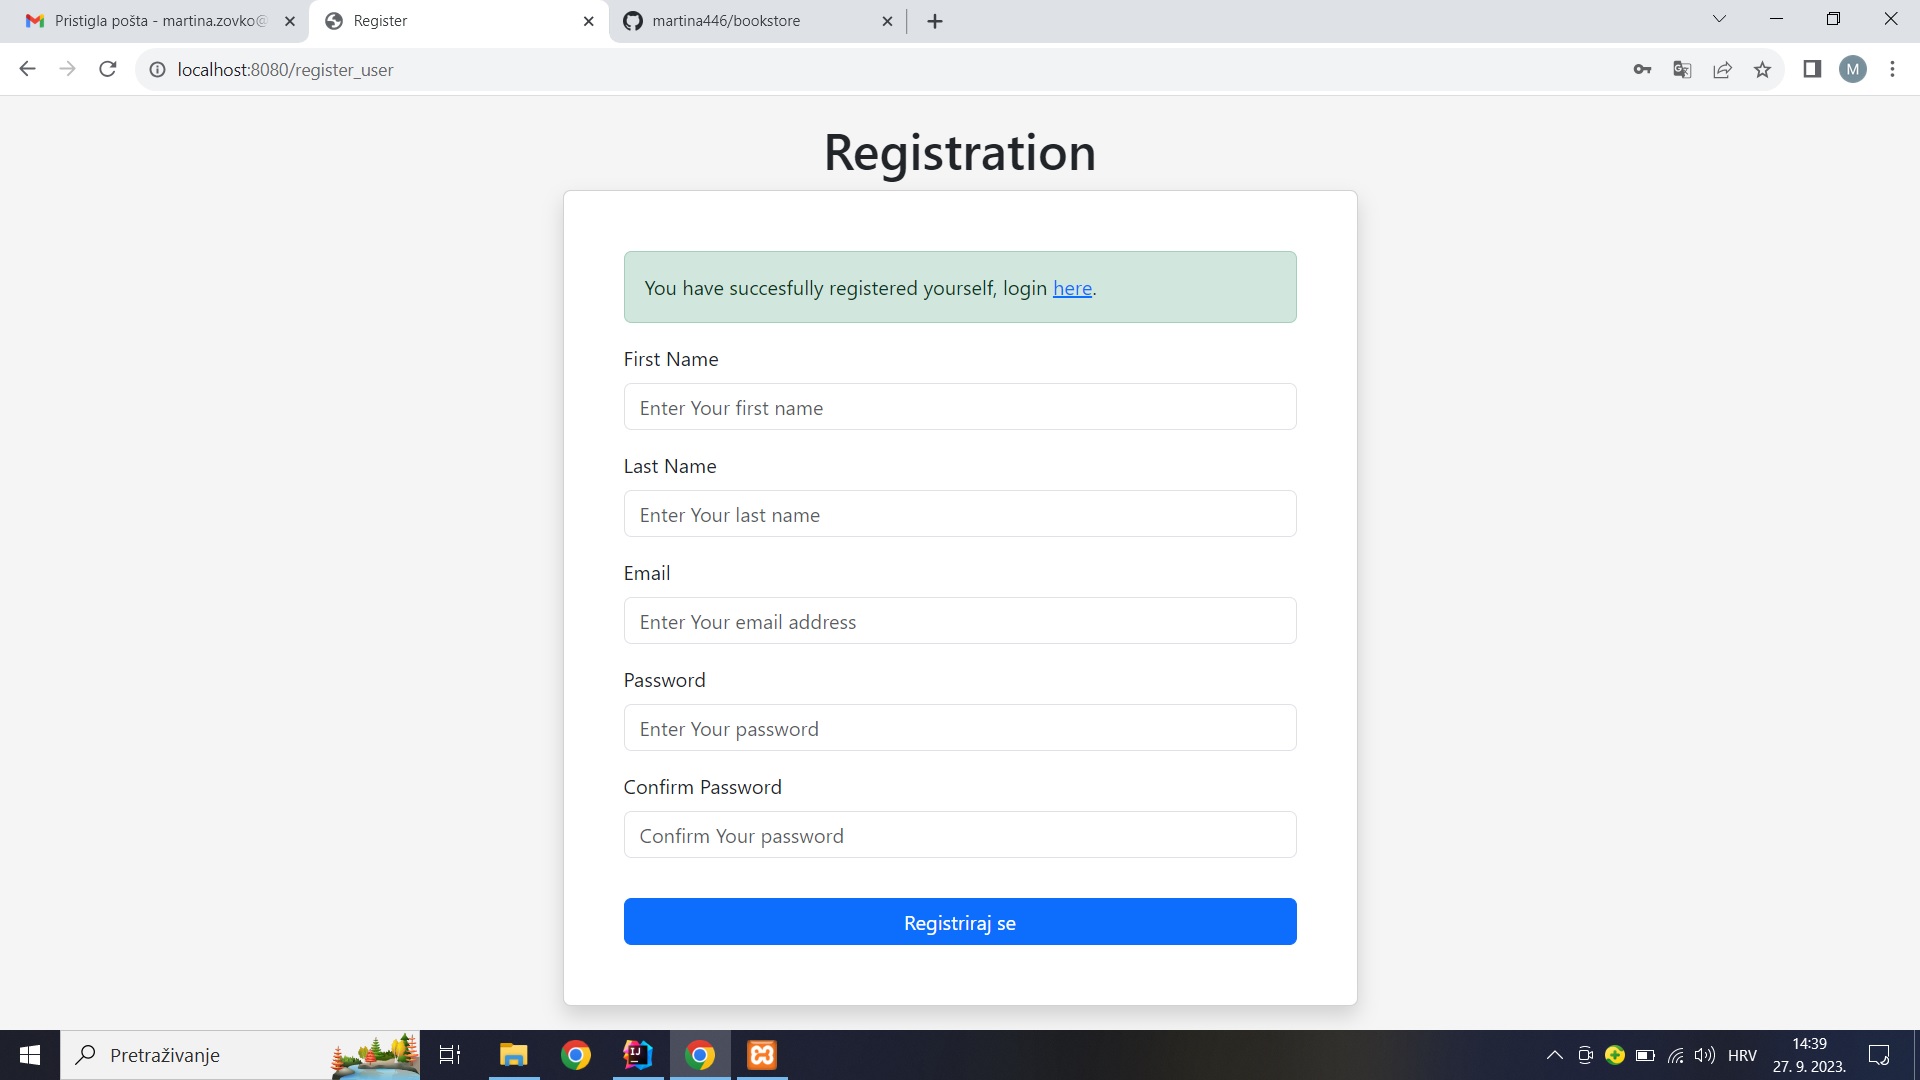 Pristigla pošta - martina.zovko@
Register
martina446/bookstore
localhost:8080/register_user
M
Registration
You have succesfully registered yourself, login here.
First Name
Enter Your first name
Last Name
Enter Your last name
Email
Enter Your email address
Password
Enter Your password
Confirm Password
Confirm Your password
Registriraj se
Pretraživanje
HRV
14:39
27. 9. 2023.